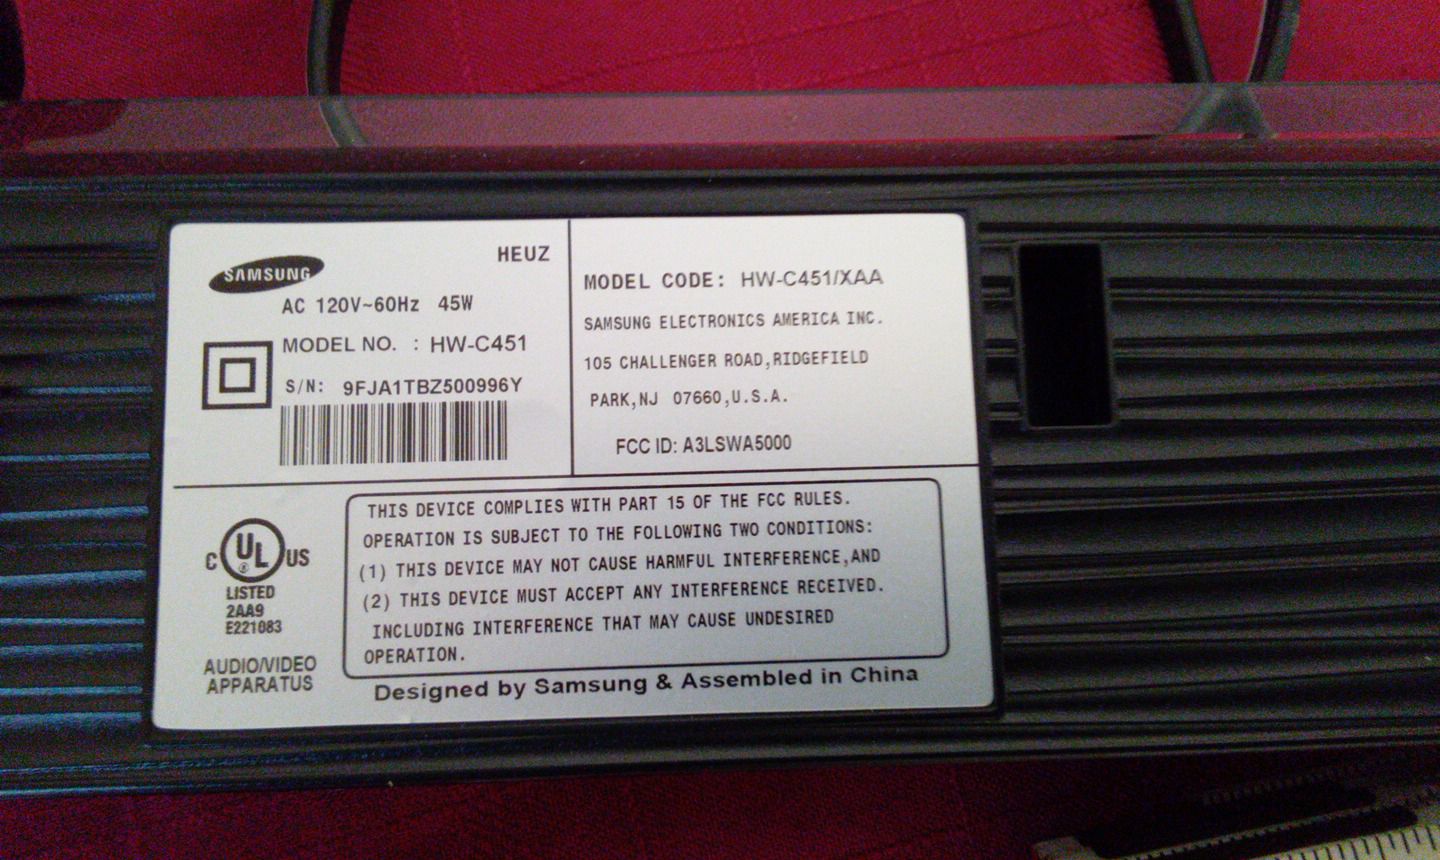 SAMSUNG
HEUZ
AC 120V~60Hz 45W
MODEL NO. : HW-C451
S/N: 9FJA1TBZ500996Y
MODEL CODE: HW-C451/XAA
SAMSUNG ELECTRONICS AMERICA INC.
105 CHALLENGER ROAD,RIDGEFIELD
PARK,NJ 07660,U.S.A.
FCC ID: A3LSWA5000
C UL ® US
LISTED
2AA9
E221083
AUDIO/VIDEO
APPARATUS
THIS DEVICE COMPLIES WITH PART 15 OF THE FCC RULES.
OPERATION IS SUBJECT TO THE FOLLOWING TWO CONDITIONS:
(1) THIS DEVICE MAY NOT CAUSE HARMFUL INTERFERENCE,AND
(2) THIS DEVICE MUST ACCEPT ANY INTERFERENCE RECEIVED.
INCLUDING INTERFERENCE THAT MAY CAUSE UNDESIRED
OPERATION.
Designed by Samsung & Assembled in China